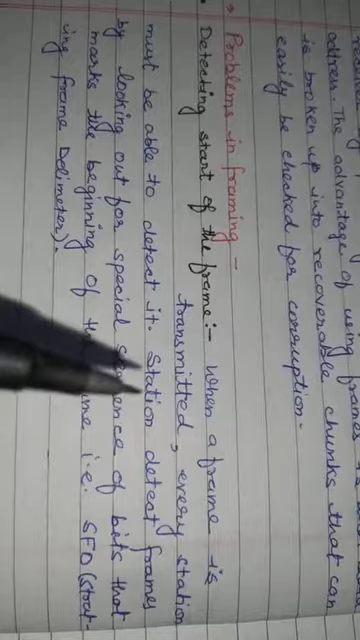 address. The advantage of using frames is
is broken up into recoverable chunks that can
easily be checked for corruption.
→ Problems in framing -
• Detecting start of the frame:- When a frame is
transmitted, every station
must be able to detect it. Station detect frames
by looking out for special sequence of bits that
marks the beginning of the frame i.e. SFD (start-
ing frame Delimeter).